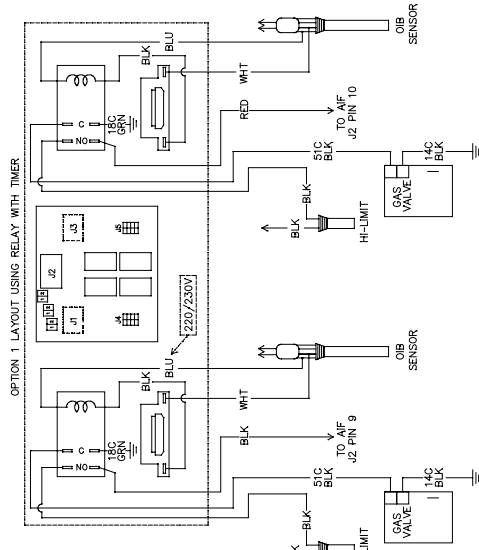 OPTION 1 LAYOUT USING RELAY WITH TIMER
BLK
BLU
C
NO
18C
GRN
WHT
RED
TO AIF
J2 PIN 10
OIB
SENSOR
51C
BLK
14C
BLK
GAS
VALVE
BLK
BLK
HI-LIMIT
J1
J2
J3
J4
J5
220/230V
BLK
BLU
C
NO
18C
GRN
WHT
BLK
TO AIF
J2 PIN 9
OIB
SENSOR
51C
BLK
14C
BLK
GAS
VALVE
BLK
LIMIT